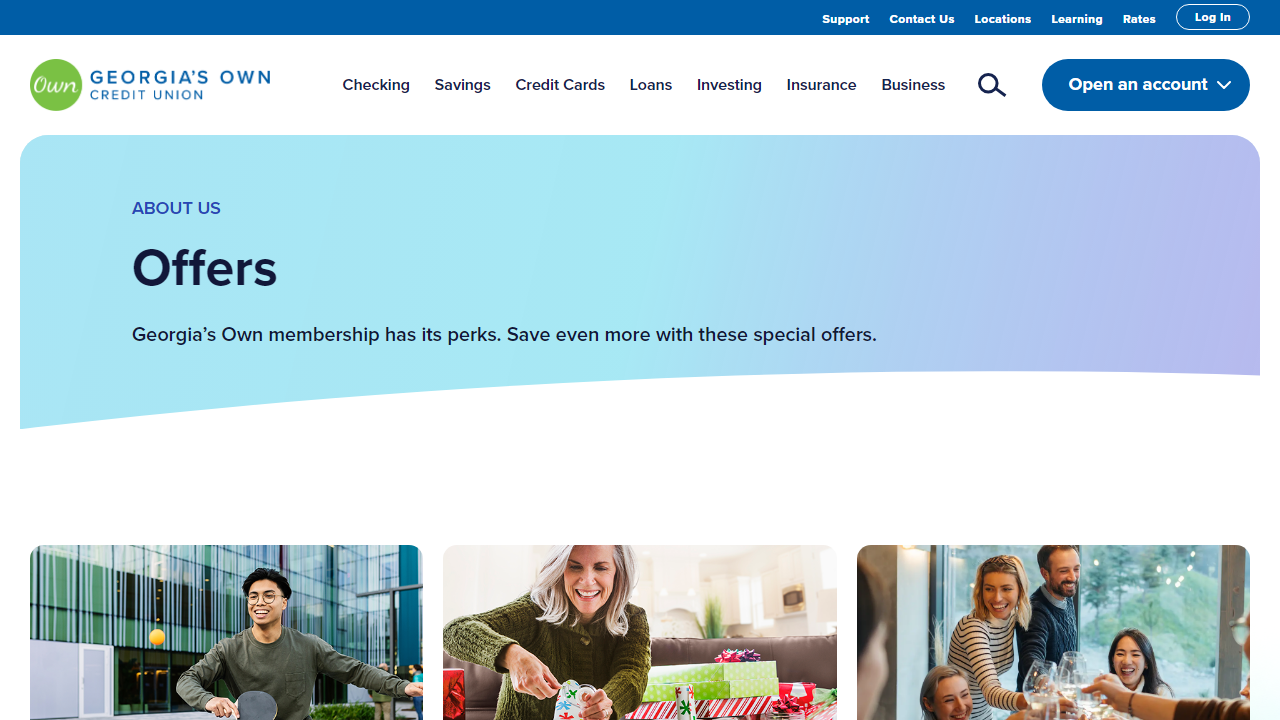 Support Contact Us Locations Learning Rates Log In
Own GEORGIA'S OWN
CREDIT UNION
Checking Savings Credit Cards Loans Investing Insurance Business Open an account
ABOUT US
Offers
Georgia’s Own membership has its perks. Save even more with these special offers.